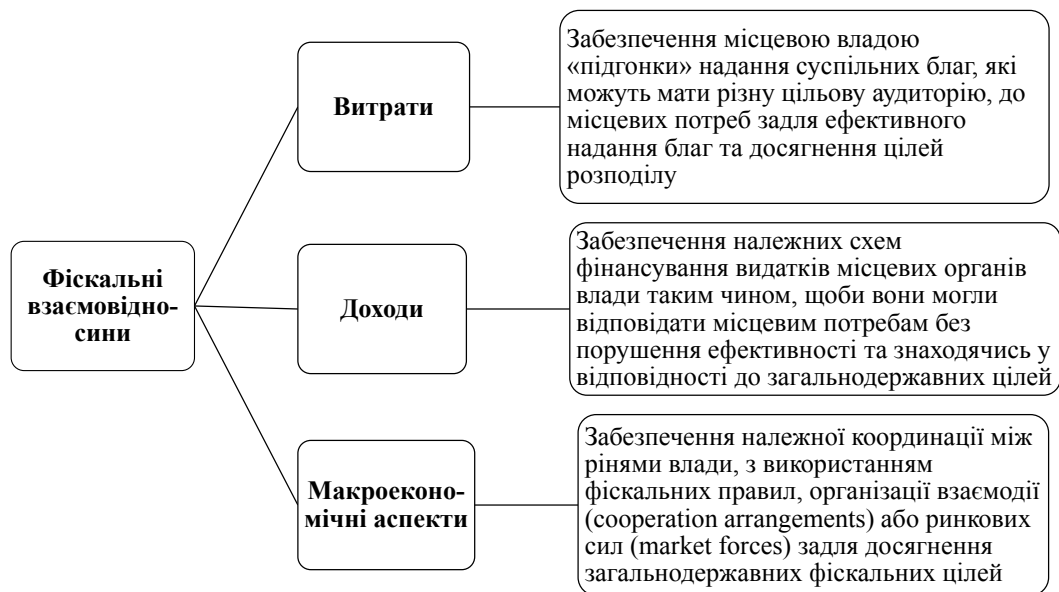 Фіскальні
взаємовідно-
сини
Витрати
Забезпечення місцевою владою
«підгонки» надання суспільних благ, які
можуть мати різну цільову аудиторію, до
місцевих потреб задля ефективного
надання благ та досягнення цілей
розподілу
Доходи
Забезпечення належних схем
фінансування видатків місцевих органів
влади таким чином, щоби вони могли
відповідати місцевим потребам без
порушення ефективності та знаходячись у
відповідності до загальнодержавних цілей
Макроеконо-
мічні аспекти
Забезпечення належної координації між
рінями влади, з використанням
фіскальних правил, організації взаємодії
(cooperation arrangements) або ринкових
сил (market forces) задля досягнення
загальнодержавних фіскальних цілей